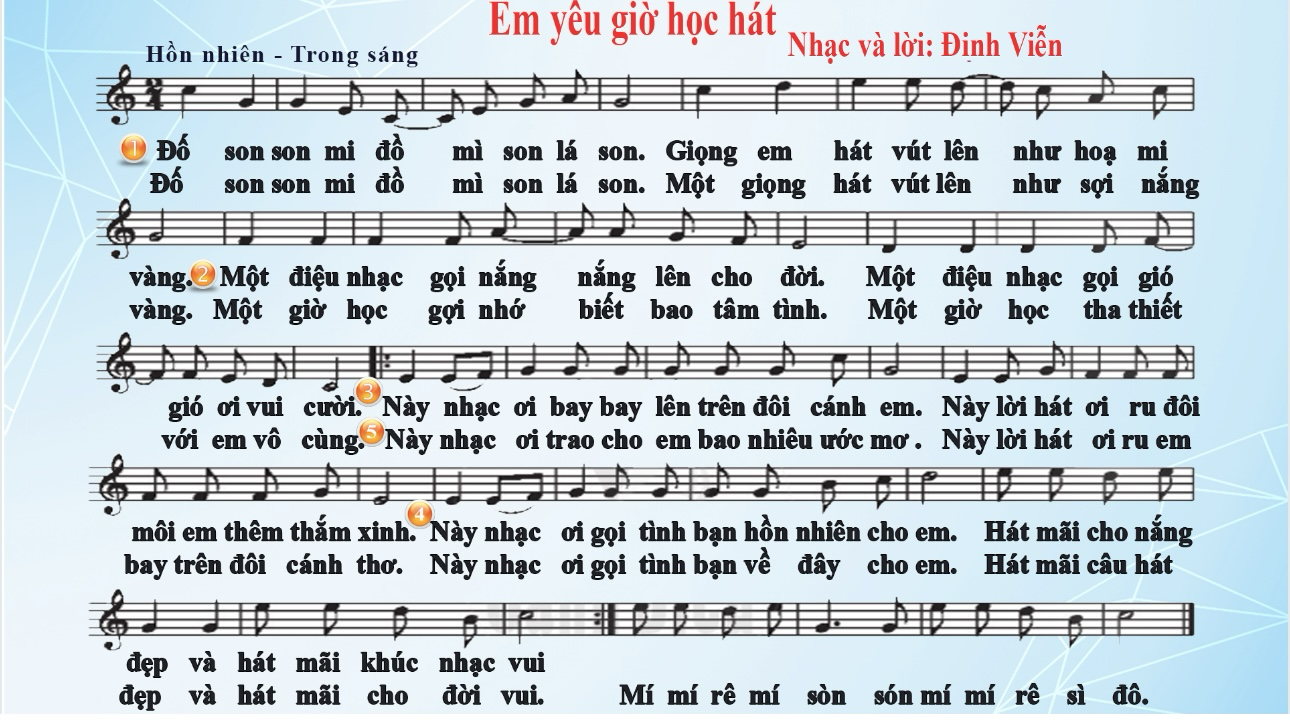 Em yêu giờ học hát
Nhạc và lời: Định Viễn
Hồn nhiên - Trong sáng
2
4
1 Đố son son mi đồ mì son lá son. Giọng em hát vút lên như hoạ mi
Đố son son mi đồ mì son lá son. Một giọng hát vút lên như sợi nắng
vàng. 2 Một điệu nhạc gọi nắng nắng lên cho đời. Một điệu nhạc gọi gió
vàng. Một giờ học gợi nhớ biết bao tâm tình. Một giờ học tha thiết
gió ơi vui cười. 3 Này nhạc ơi bay bay lên trên đôi cánh em. Này lời hát ơi ru đôi
với em vô cùng. 5 Này nhạc ơi trao cho em bao nhiêu ước mơ . Này lời hát ơi ru em
môi em thêm thắm xinh. 4 Này nhạc ơi gọi tình bạn hồn nhiên cho em. Hát mãi cho nắng
bay trên đôi cánh thơ. Này nhạc ơi gọi tình bạn về đây cho em. Hát mãi câu hát
đẹp và hát mãi khúc nhạc vui
đẹp và hát mãi cho đời vui. Mí mí rê mí sòn són mí mí rê sì đô.